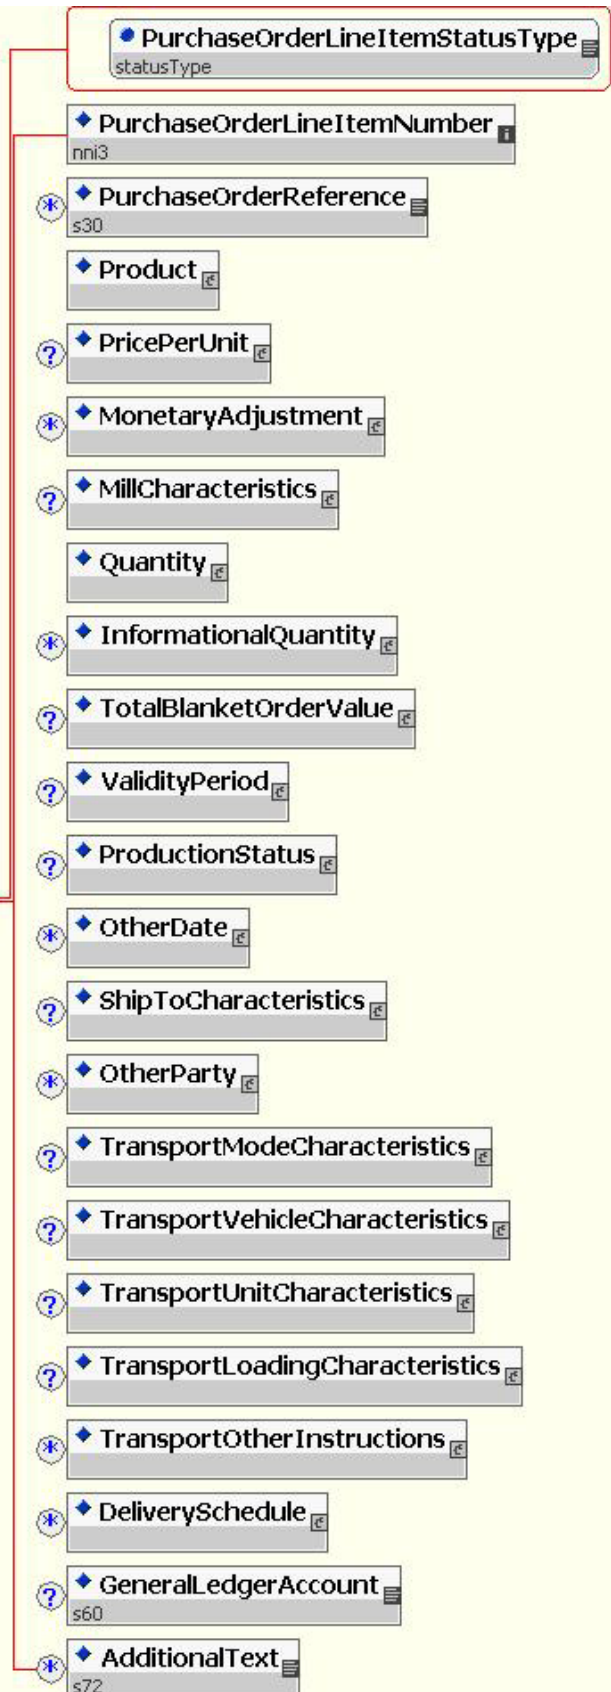 PurchaseOrderLineItemStatusType
statusType
PurchaseOrderLineItemNumber
nni3
* PurchaseOrderReference
s30
Product
? PricePerUnit
* MonetaryAdjustment
? MillCharacteristics
Quantity
* InformationalQuantity
? TotalBlanketOrderValue
? ValidityPeriod
? ProductionStatus
* OtherDate
? ShipToCharacteristics
* OtherParty
? TransportModeCharacteristics
? TransportVehicleCharacteristics
? TransportUnitCharacteristics
? TransportLoadingCharacteristics
* TransportOtherInstructions
* DeliverySchedule
? GeneralLedgerAccount
s60
* AdditionalText
s72